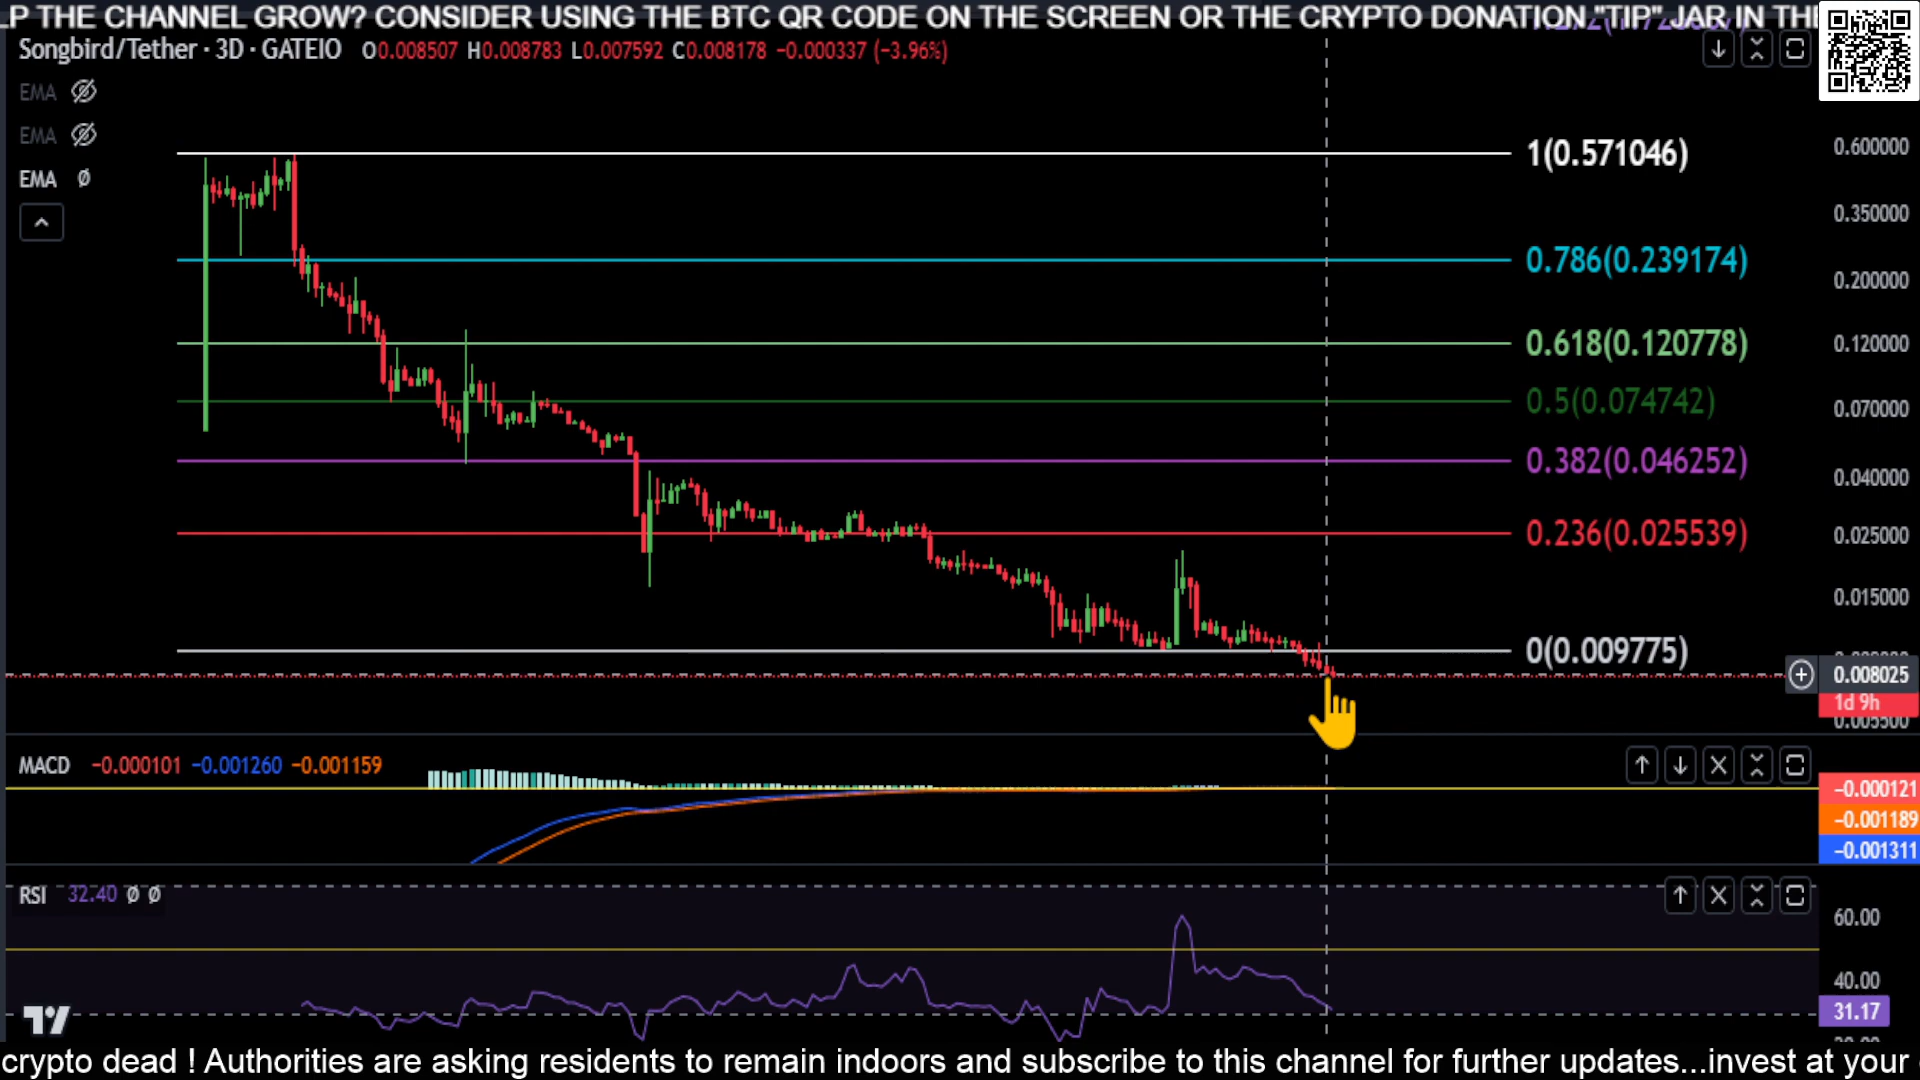 LP THE CHANNEL GROW? CONSIDER USING THE BTC QR CODE ON THE SCREEN OR THE CRYPTO DONATION "TIP" JAR IN THE
Songbird/Tether · 3D · GATEIO O0.008507 H0.008783 L0.007592 C0.008178 −0.000337 (−3.96%)
EMA
EMA
EMA Ø
1(0.571046)
0.786(0.239174)
0.618(0.120778)
0.5(0.074742)
0.382(0.046252)
0.236(0.025539)
0(0.009775)
0.600000
0.350000
0.200000
0.120000
0.070000
0.040000
0.025000
0.015000
0.008025
1d 9h
MACD −0.000101 −0.001260 −0.001159
−0.000121
−0.001189
−0.001311
RSI 32.40 Ø Ø
60.00
40.00
31.17
crypto dead ! Authorities are asking residents to remain indoors and subscribe to this channel for further updates...invest at your